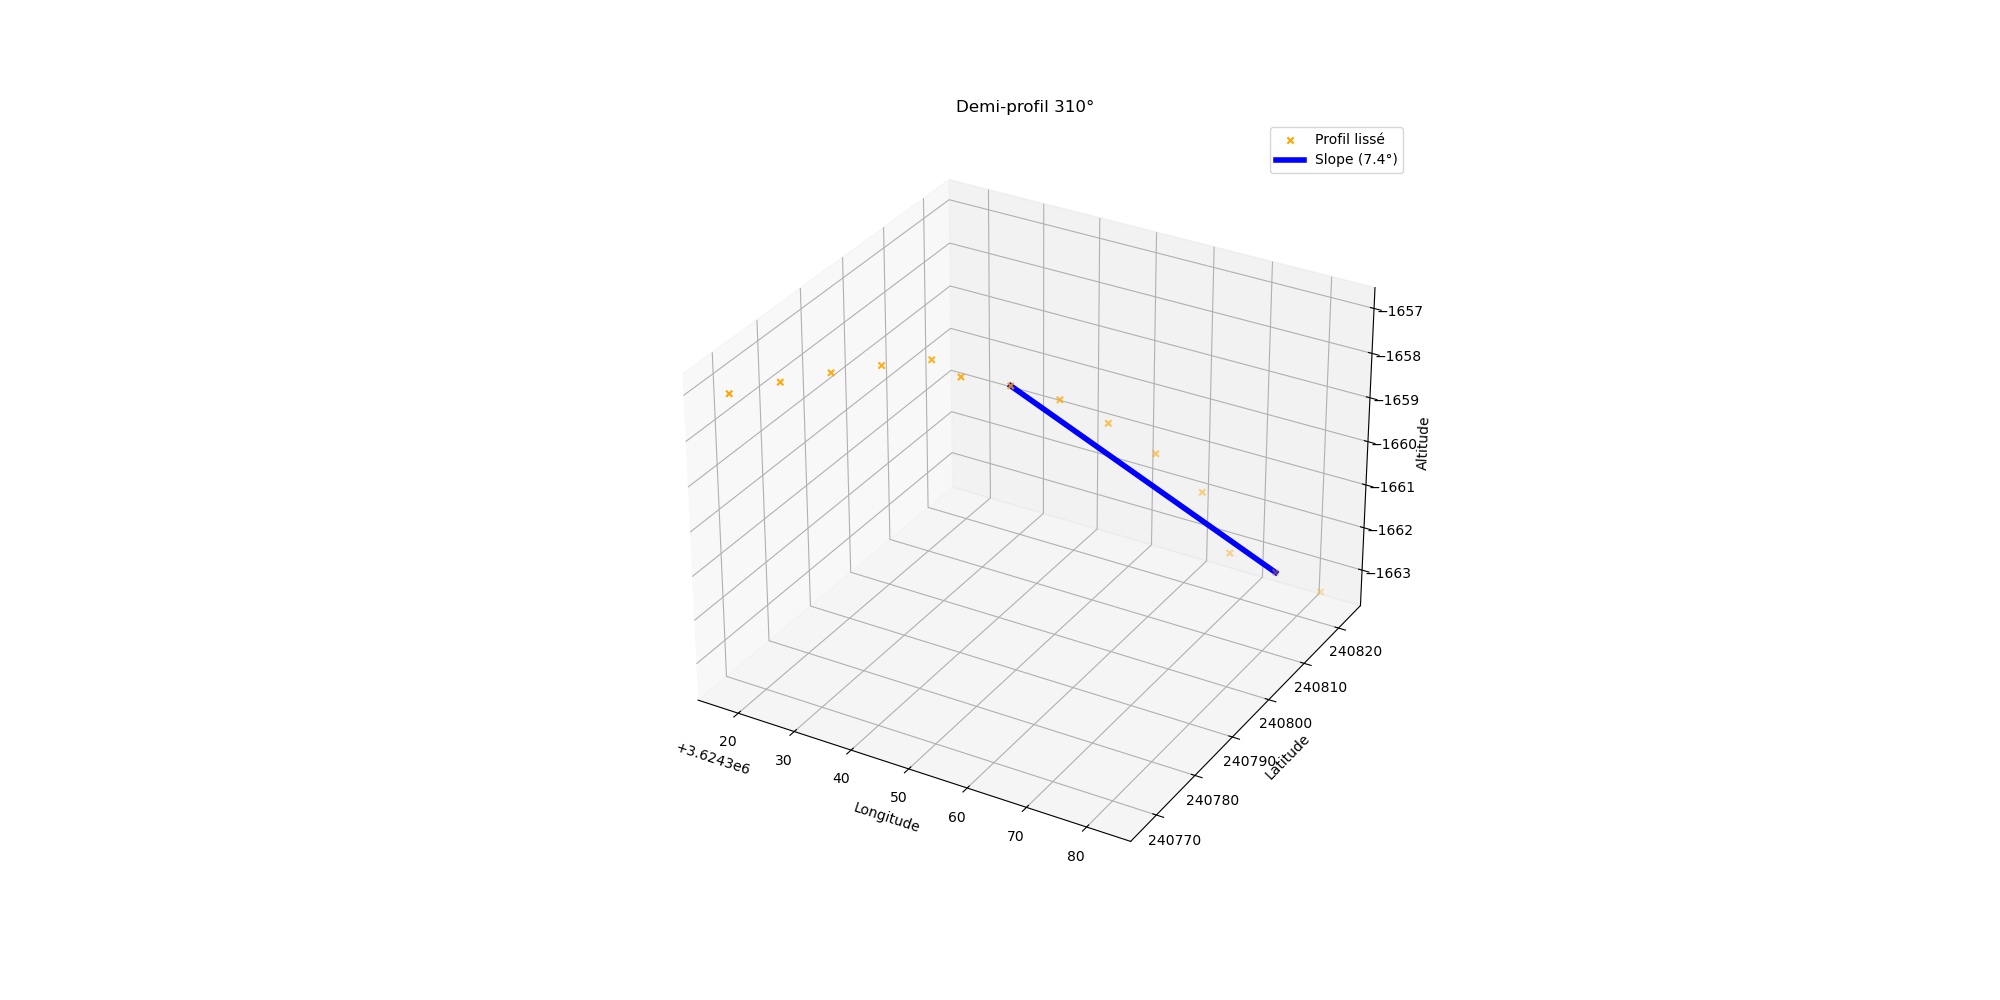 Demi-profil 310°
Profil lissé
Slope (7.4°)
−1657
−1658
−1659
−1660
−1661
−1662
−1663
Altitude
240820
240810
240800
240790
240780
240770
Latitude
20
30
40
50
60
70
80
+3.6243e6
Longitude